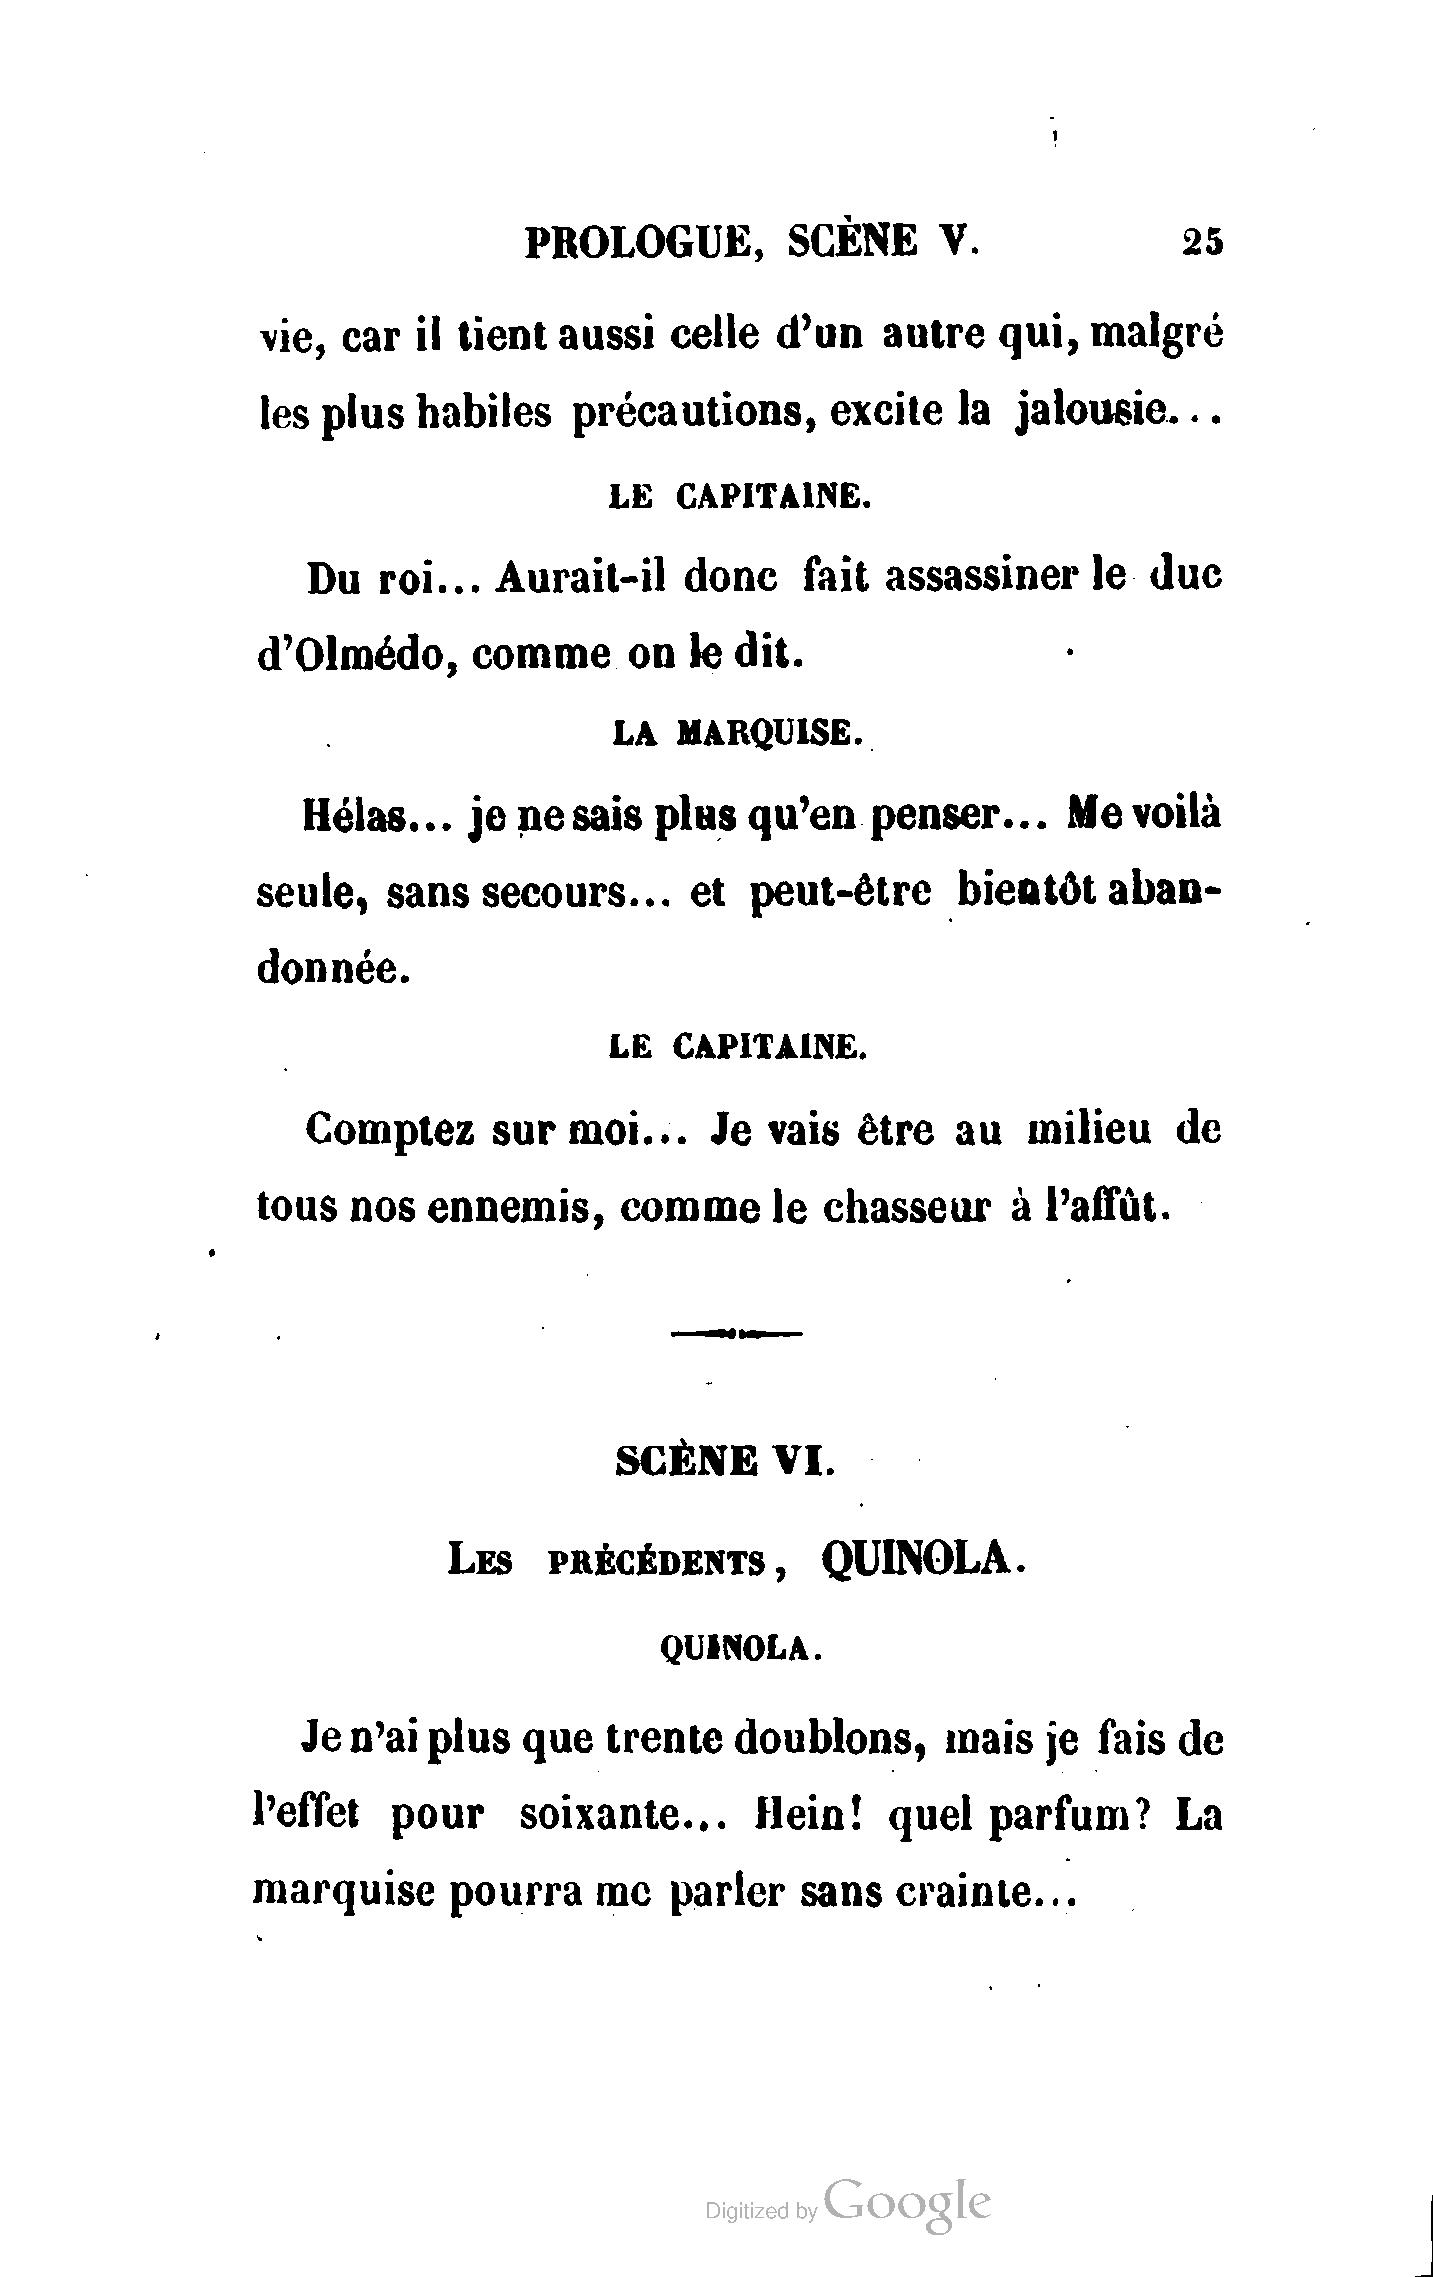 PROLOGUE, SCÈNE V. 25
vie, car il tient aussi celle d'un autre qui, malgré
les plus habiles précautions, excite la jalousie...
LE CAPITAINE.
Du roi... Aurait-il donc fait assassiner le duc
d'Olmédo, comme on le dit.
LA MARQUISE.
Hélas... je ne sais plus qu'en penser... Me voilà
seule, sans secours... et peut-être bientôt aban-
donnée.
LE CAPITAINE.
Comptez sur moi... Je vais être au milieu de
tous nos ennemis, comme le chasseur à l'affût.
SCÈNE VI.
LES PRÉCÉDENTS, QUINOLA.
QUINOLA.
Je n'ai plus que trente doublons, mais je fais de
l'effet pour soixante... Hein! quel parfum? La
marquise pourra me parler sans crainte...
Digitized by Google